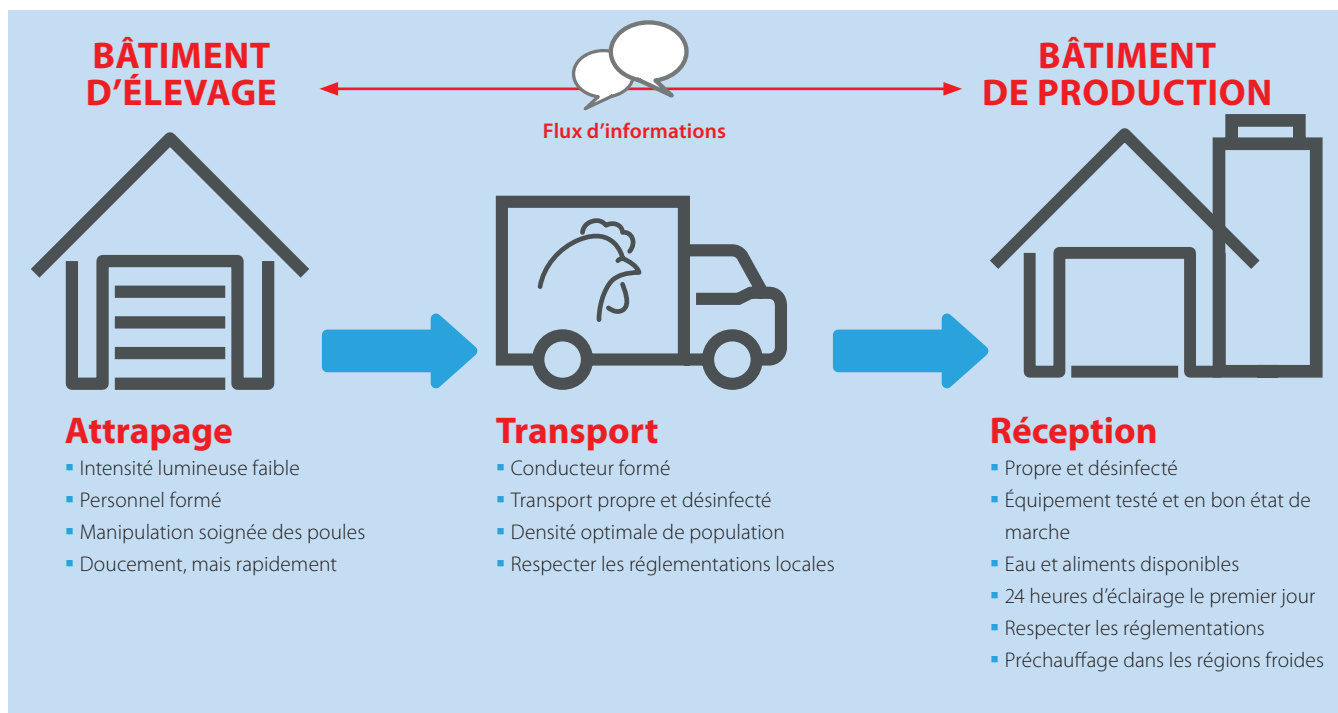 BÂTIMENT
D'ÉLEVAGE
Flux d'informations
BÂTIMENT
DE PRODUCTION
Attrapage
▪ Intensité lumineuse faible
▪ Personnel formé
▪ Manipulation soignée des poules
▪ Doucement, mais rapidement
Transport
▪ Conducteur formé
▪ Transport propre et désinfecté
▪ Densité optimale de population
▪ Respecter les réglementations locales
Réception
▪ Propre et désinfecté
▪ Équipement testé et en bon état de
marche
▪ Eau et aliments disponibles
▪ 24 heures d'éclairage le premier jour
▪ Respecter les réglementations
▪ Préchauffage dans les régions froides